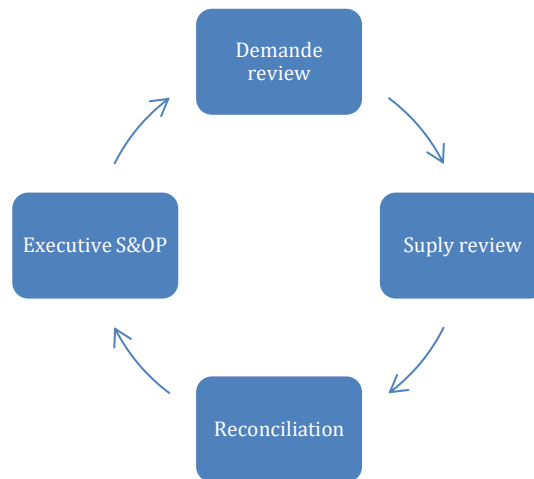 Demande
review
Executive S&OP
Suply review
Reconciliation